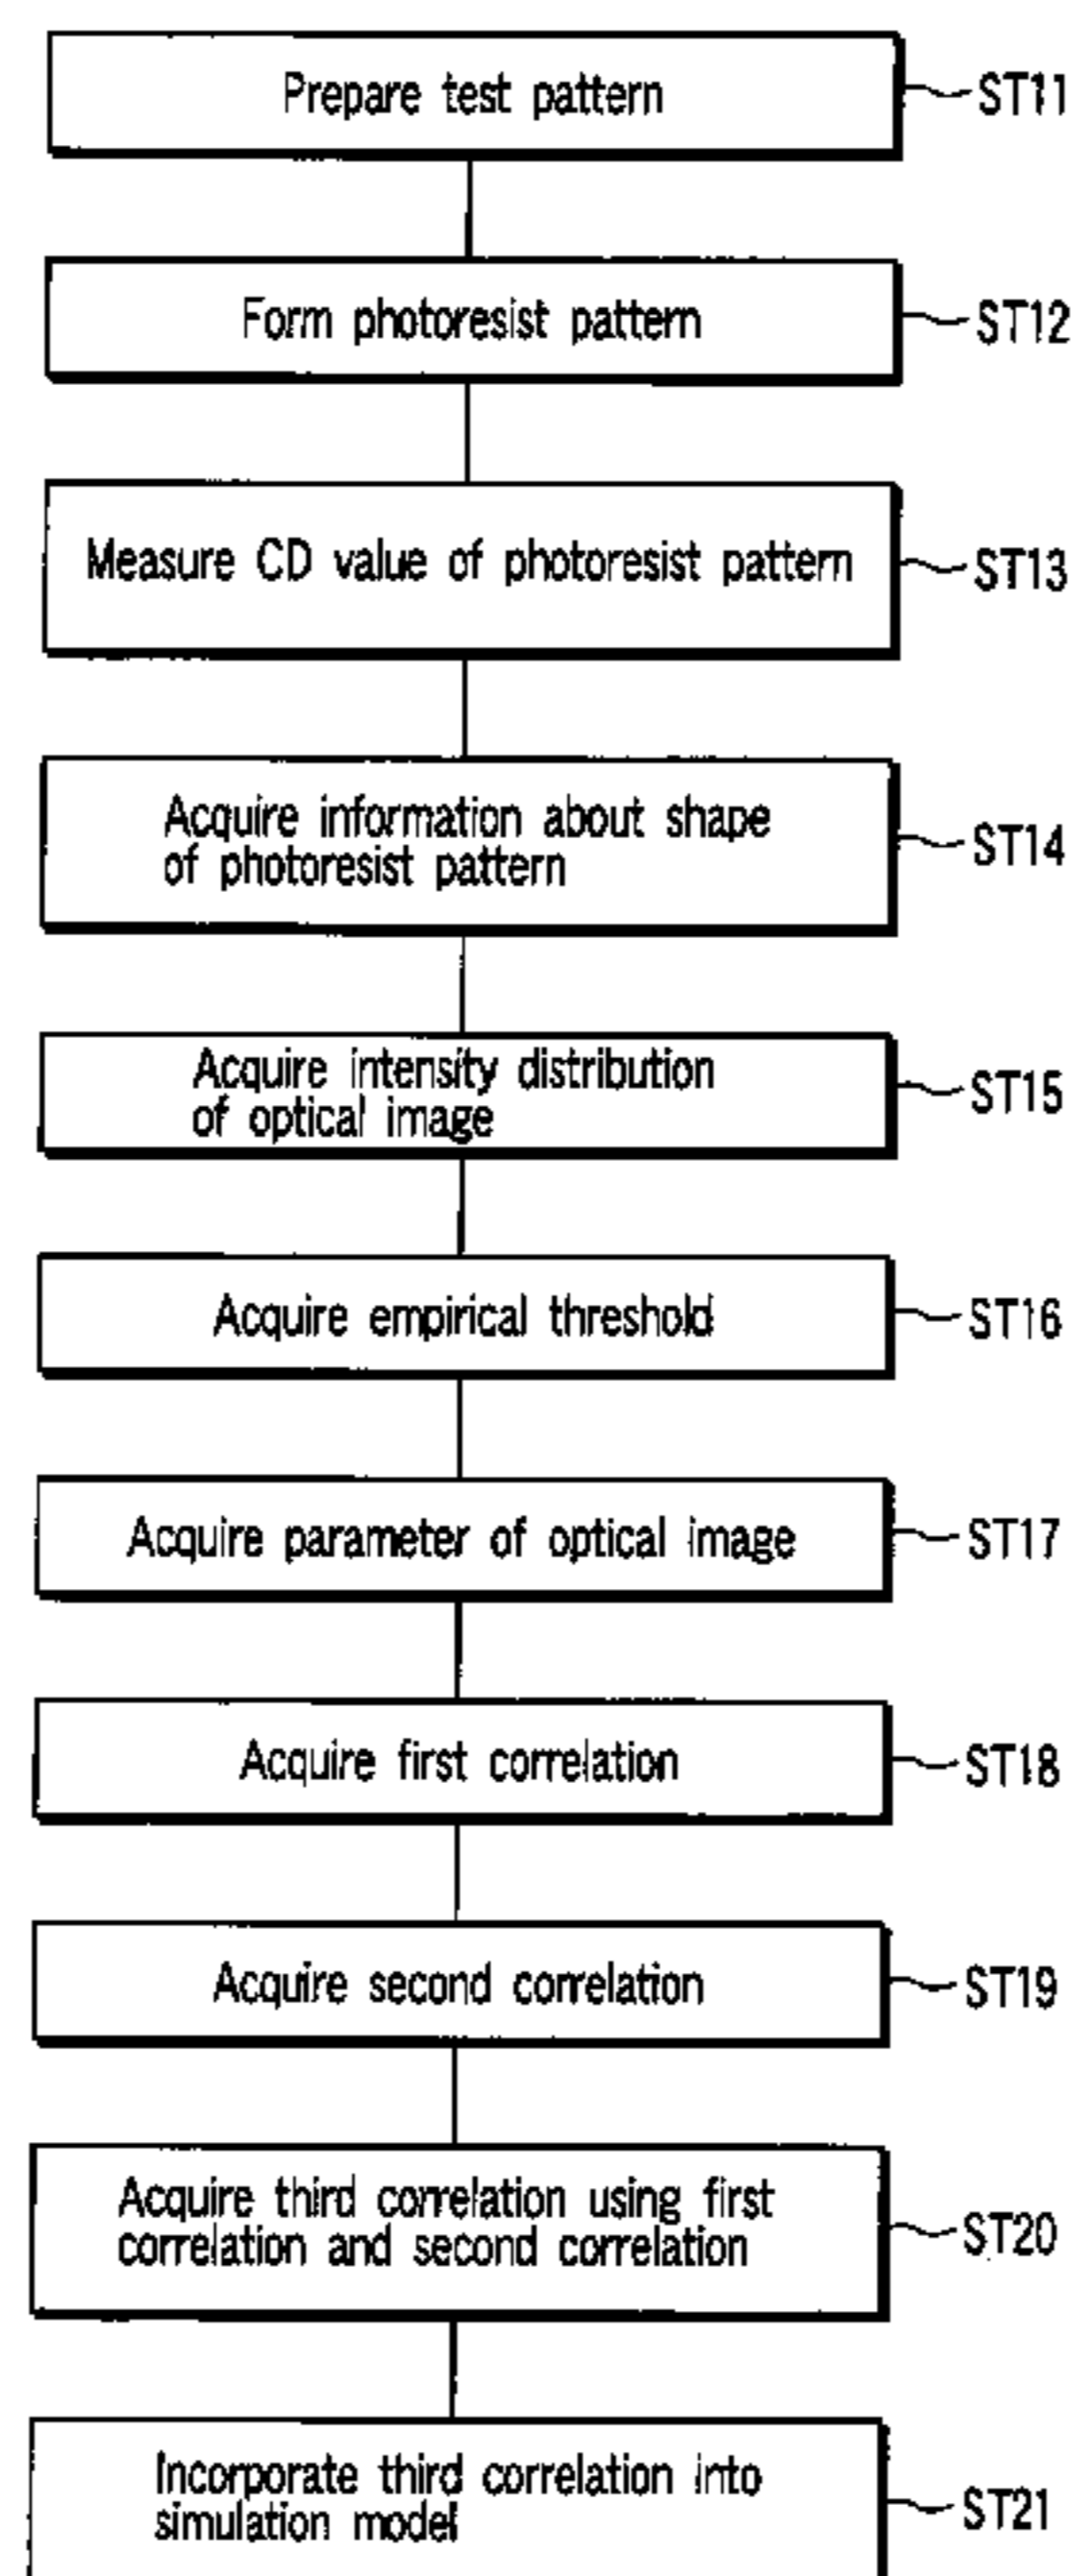 Prepare test pattern
ST11
Form photoresist pattern
ST12
Measure CD value of photoresist pattern
ST13
Acquire information about shape
of photoresist pattern
ST14
Acquire intensity distribution
of optical image
ST15
Acquire empirical threshold
ST16
Acquire parameter of optical image
ST17
Acquire first correlation
ST18
Acquire second correlation
ST19
Acquire third correlation using first
correlation and second correlation
ST20
Incorporate third correlation into
simulation model
ST21